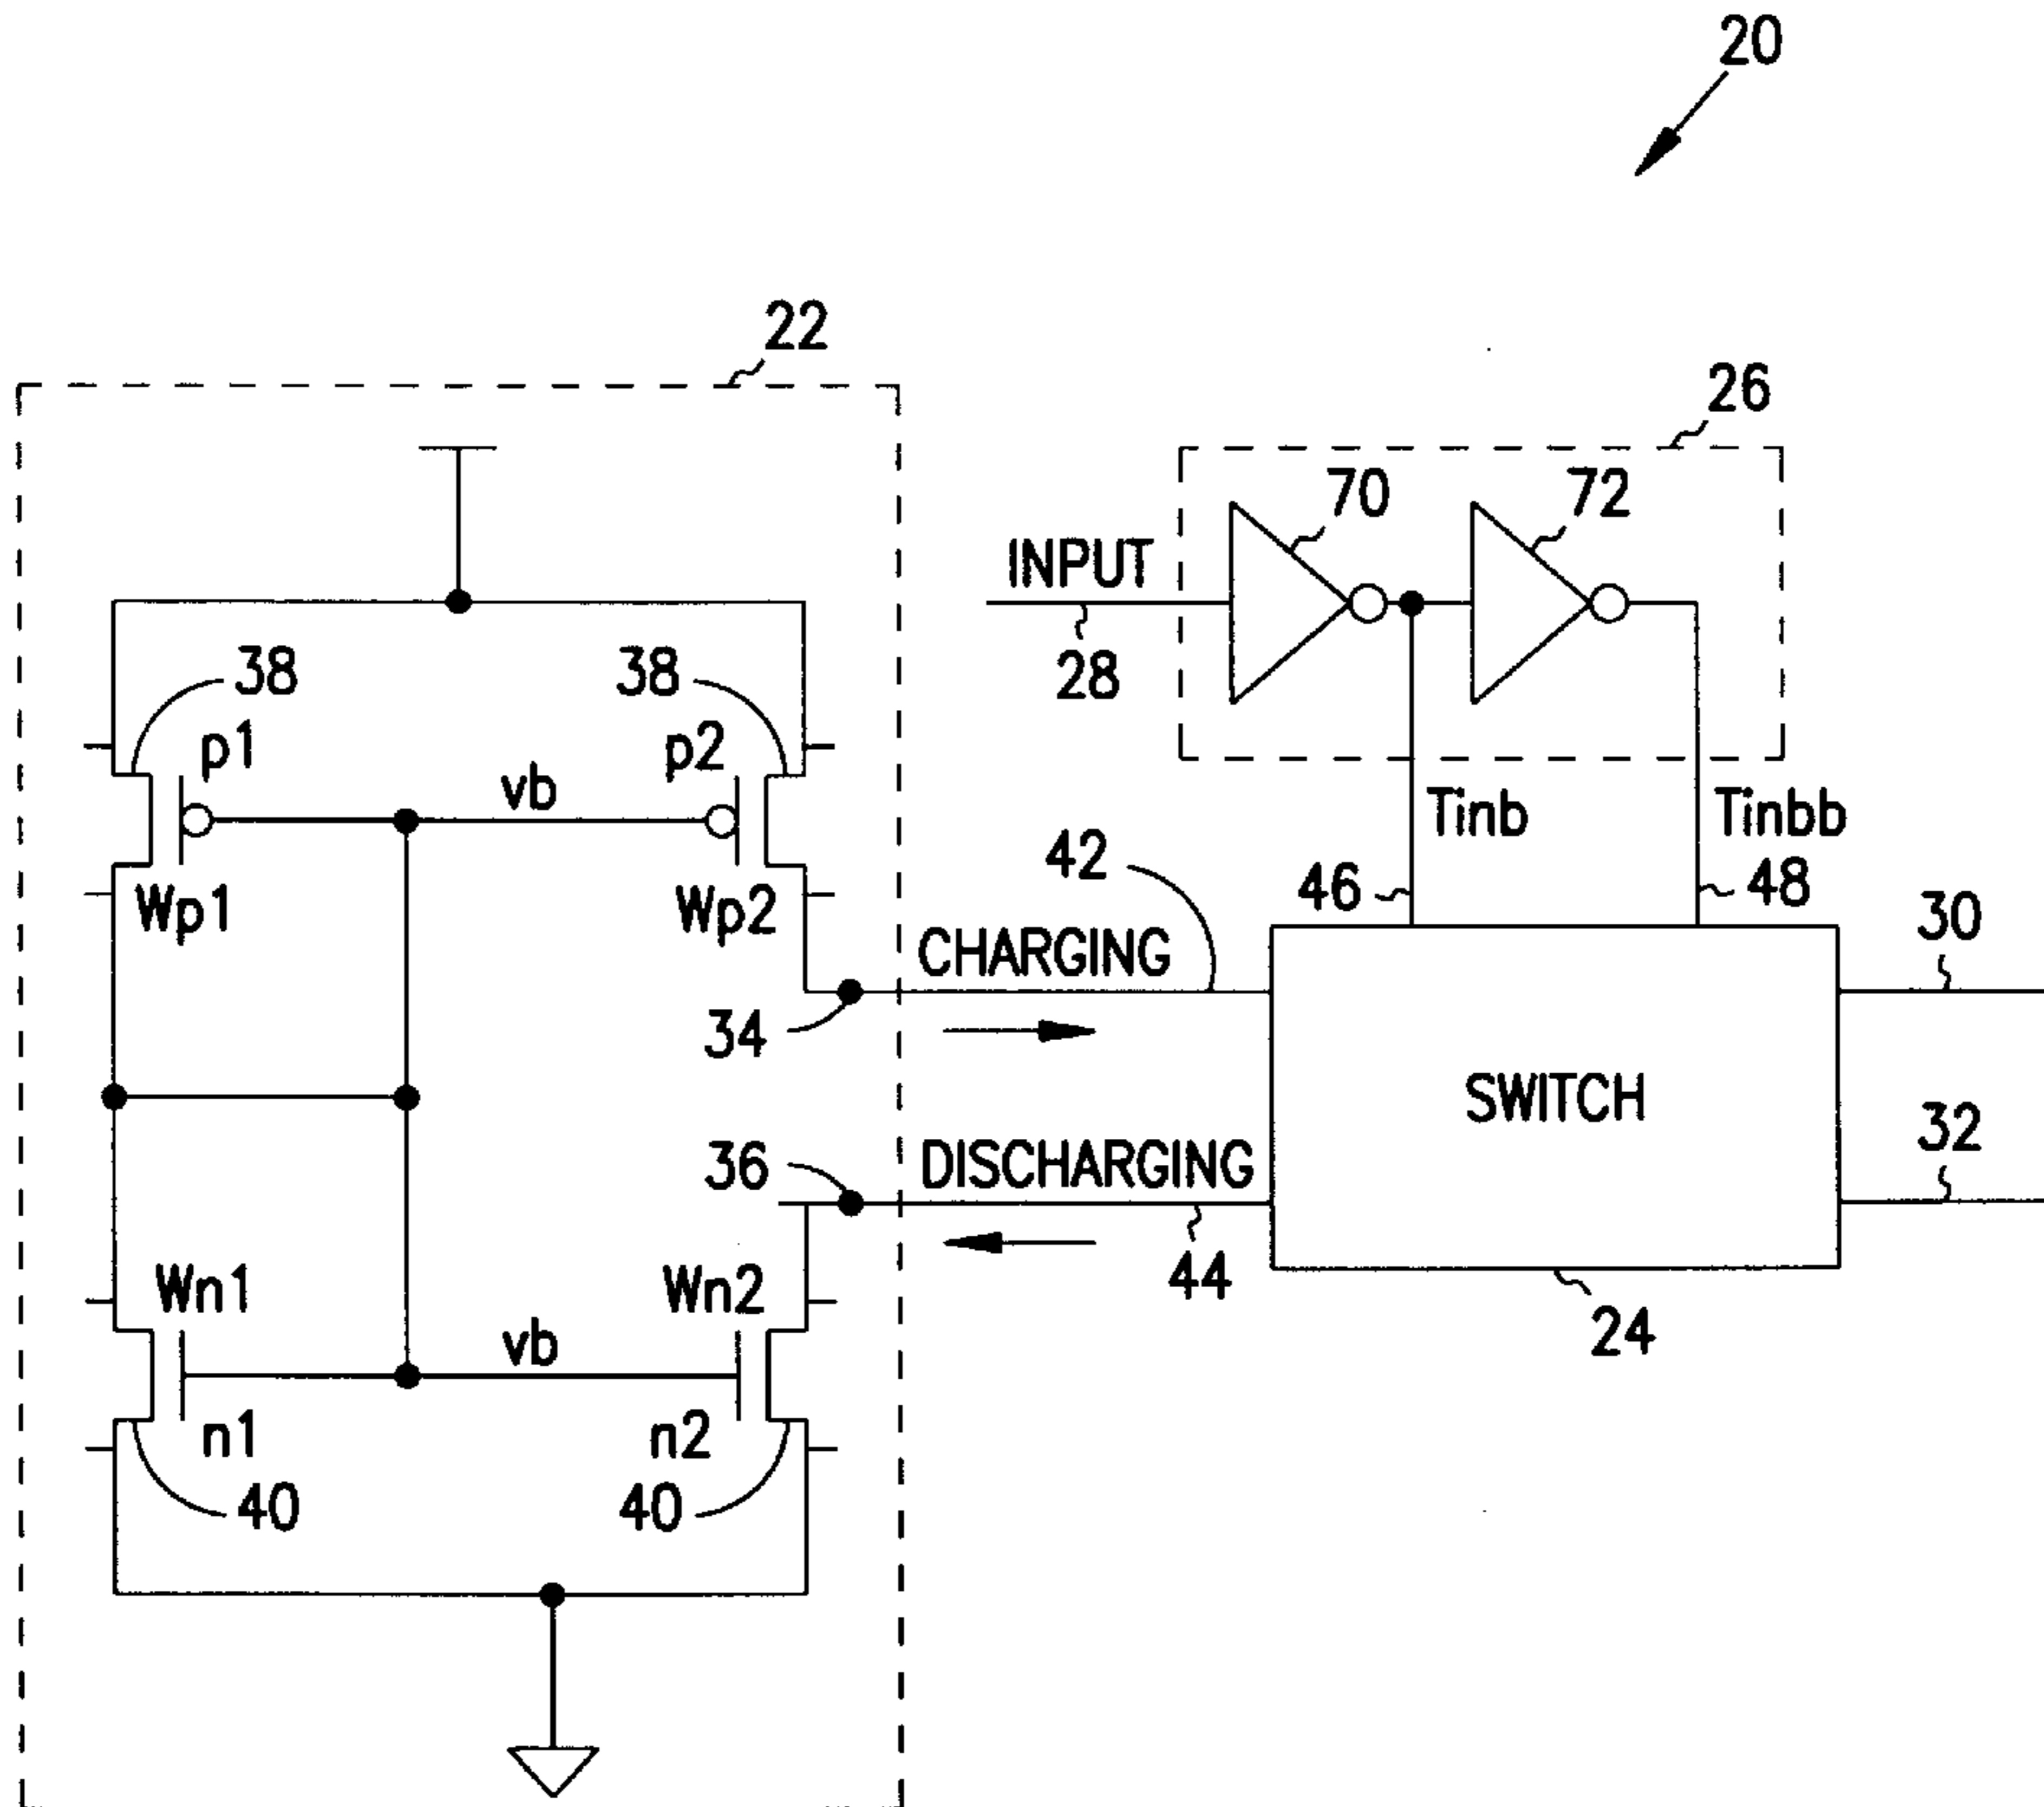 20
22
26
70
72
INPUT
28
38
38
p1
p2
vb
Tinb
Tinbb
42
46
48
Wp1
Wp2
30
CHARGING
34
SWITCH
32
36
DISCHARGING
44
Wn1
Wn2
24
vb
n1
n2
40
40